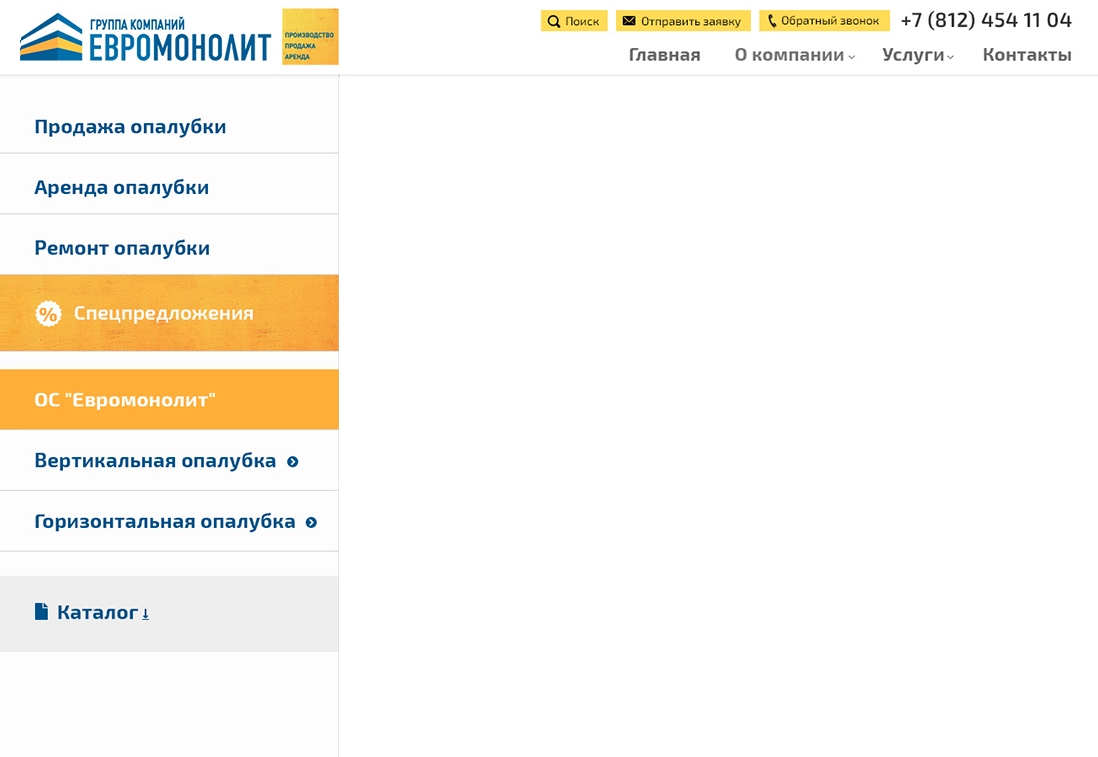 ГРУППА КОМПАНИЙ
ЕВРОМОНОЛИТ
ПРОИЗВОДСТВО
ПРОДАЖА
АРЕНДА
Поиск
Отправить заявку
Обратный звонок
+7 (812) 454 11 04
Главная
О компании
Услуги
Контакты
Продажа опалубки
Аренда опалубки
Ремонт опалубки
% Спецпредложения
ОС "Евромонолит"
Вертикальная опалубка
Горизонтальная опалубка
Каталог ↓